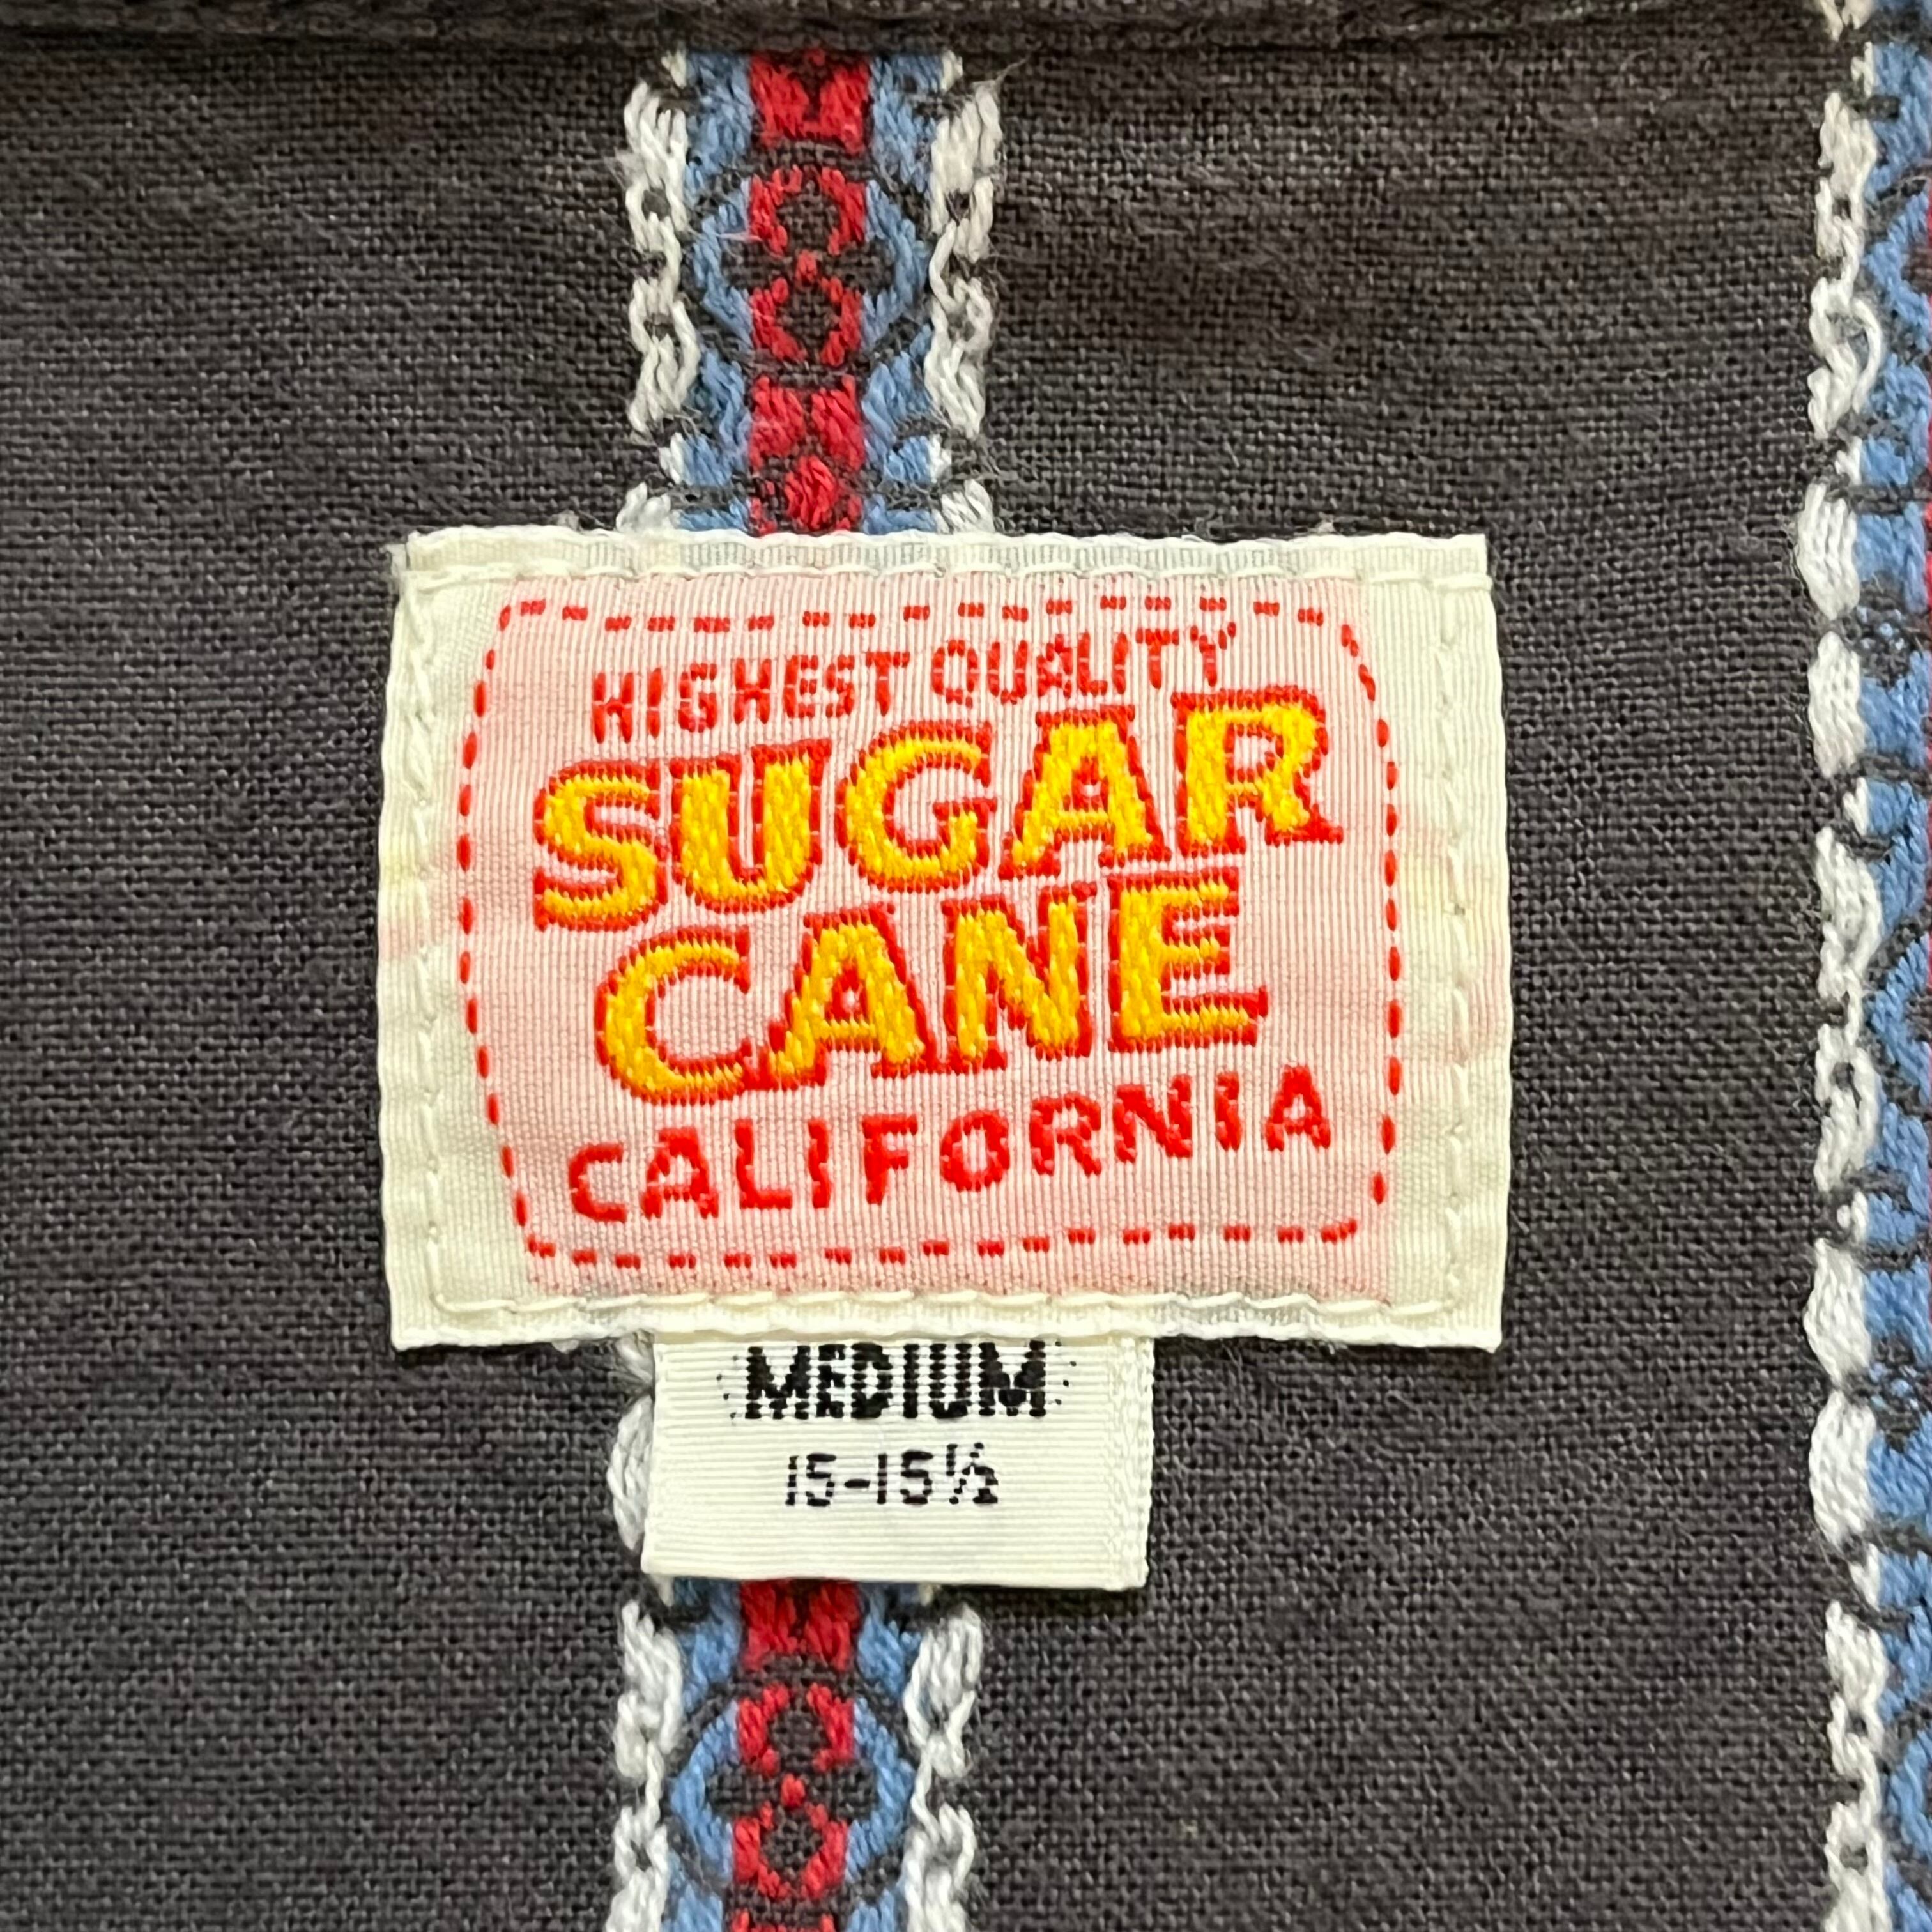 HIGHEST QUALITY
SUGAR
CANE
CALIFORNIA
MEDIUM
15-15½